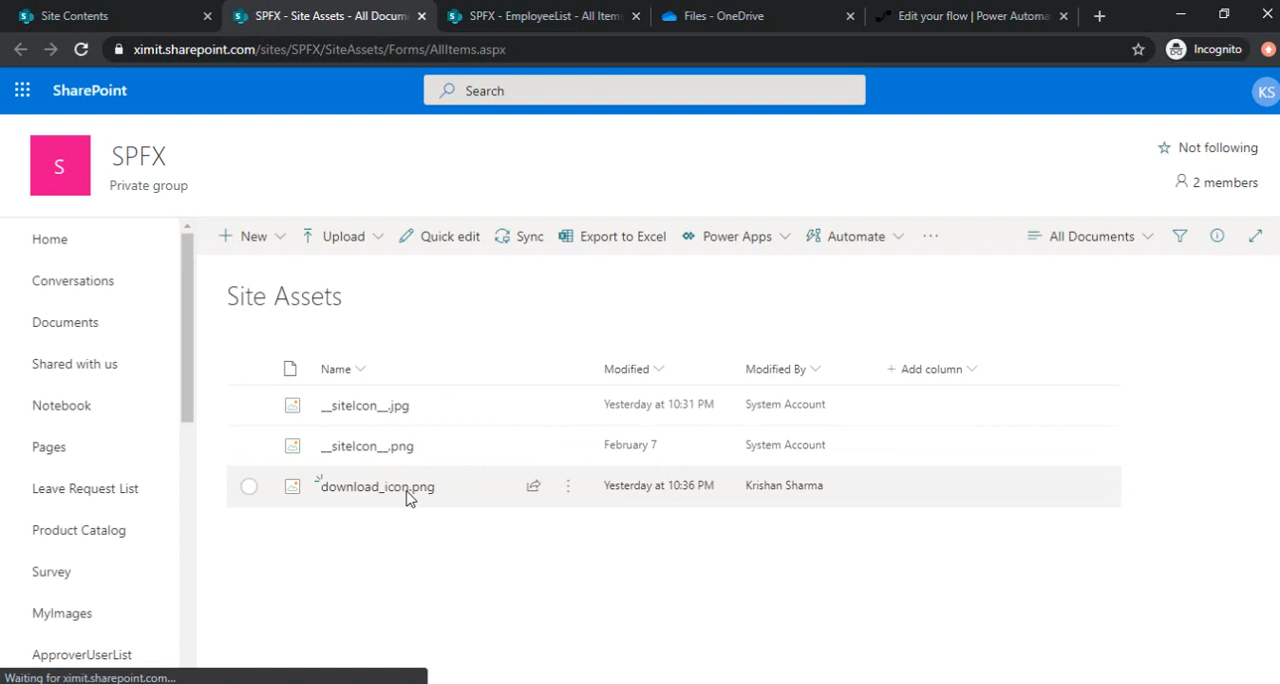 Site Contents
SPFX - Site Assets - All Docum
SPFX - EmployeeList - All Item
Files - OneDrive
Edit your flow | Power Automa
ximit.sharepoint.com/sites/SPFX/SiteAssets/Forms/AllItems.aspx
Incognito
SharePoint
Search
KS
S
SPFX
Private group
Not following
2 members
Home
Conversations
Documents
Shared with us
Notebook
Pages
Leave Request List
Product Catalog
Survey
MyImages
ApproverUserList
New
Upload
Quick edit
Sync
Export to Excel
Power Apps
Automate
All Documents
Site Assets
Name
Modified
Modified By
+ Add column
__siteIcon__.jpg
Yesterday at 10:31 PM
System Account
__siteIcon__.png
February 7
System Account
download_icon.png
Yesterday at 10:36 PM
Krishan Sharma
Waiting for ximit.sharepoint.com...